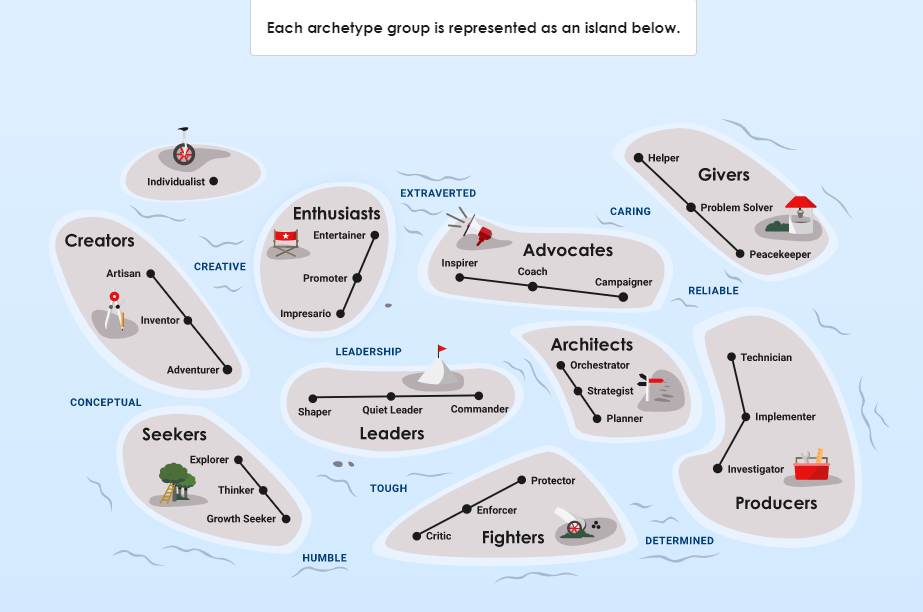 Each archetype group is represented as an island below.
Individualist
Creators
Artisan
Inventor
Adventurer
CREATIVE
Enthusiasts
Entertainer
Promoter
Impresario
EXTRAVERTED
Advocates
Inspirer
Coach
Campaigner
CARING
Givers
Helper
Problem Solver
Peacekeeper
RELIABLE
LEADERSHIP
Shaper
Quiet Leader
Commander
Leaders
Architects
Orchestrator
Strategist
Planner
Technician
Implementer
Investigator
Producers
CONCEPTUAL
Seekers
Explorer
Thinker
Growth Seeker
HUMBLE
TOUGH
Protector
Enforcer
Critic
Fighters
DETERMINED